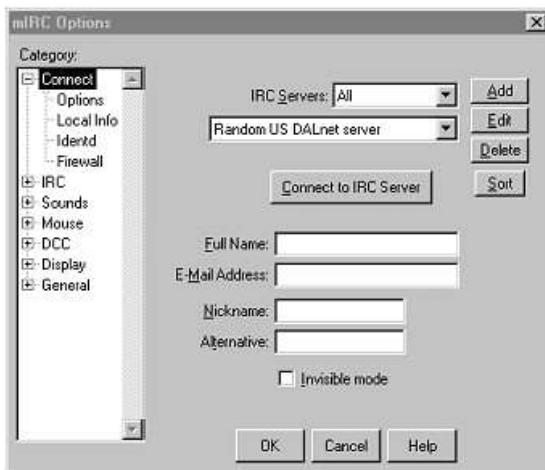 mIRC Options
Category:
Connect
Options
Local Info
Identd
Firewall
IRC
Sounds
Mouse
DCC
Display
General
IRC Servers: All
Random US DALnet server
Add
Edit
Delete
Sort
Connect to IRC Server
Full Name:
E-Mail Address:
Nickname:
Alternative:
Invisible mode
OK Cancel Help